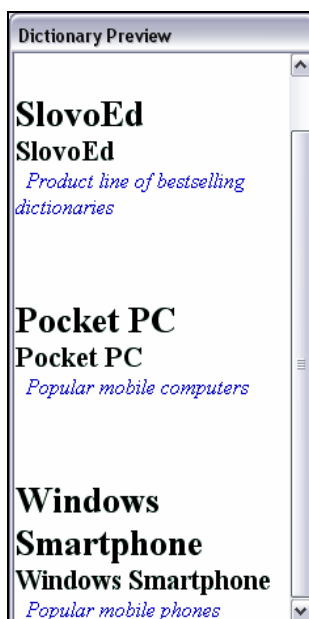 Dictionary Preview
SlovoEd
SlovoEd
Product line of bestselling
dictionaries
Pocket PC
Pocket PC
Popular mobile computers
Windows
Smartphone
Windows Smartphone
Popular mobile phones